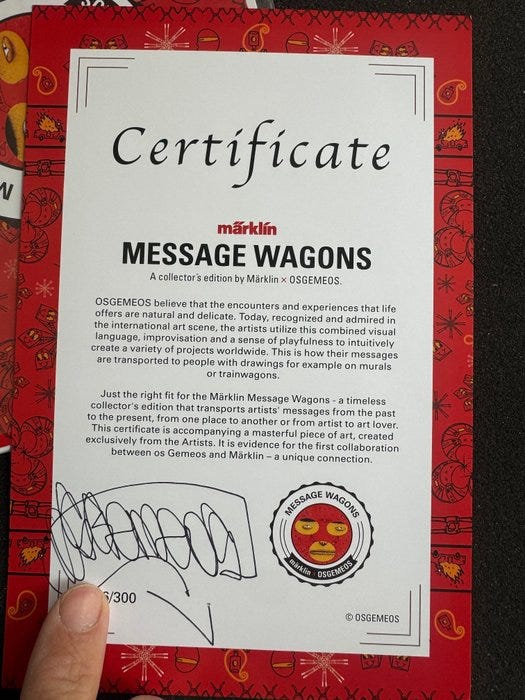 Certificate
märklín
MESSAGE WAGONS
A collector's edition by Märklin × OSGEMEOS.
OSGEMEOS believe that the encounters and experiences that life
offers are natural and delicate. Today, recognized and admired in
the international art scene, the artists utilize this combined visual
language, improvisation and a sense of playfulness to intuitively
create a variety of projects worldwide. This is how their messages
are transported to people with drawings for example on murals
or trainwagons.
Just the right fit for the Märklin Message Wagons - a timeless
collector's edition that transports artists' messages from the past
to the present, from one place to another or from artist to art lover.
This certificate is accompanying a masterful piece of art, created
exclusively from the Artists. It is evidence for the first collaboration
between os Gemeos and Märklin – a unique connection.
MESSAGE WAGONS
märklin × OSGEMEOS
/300
© OSGEMEOS